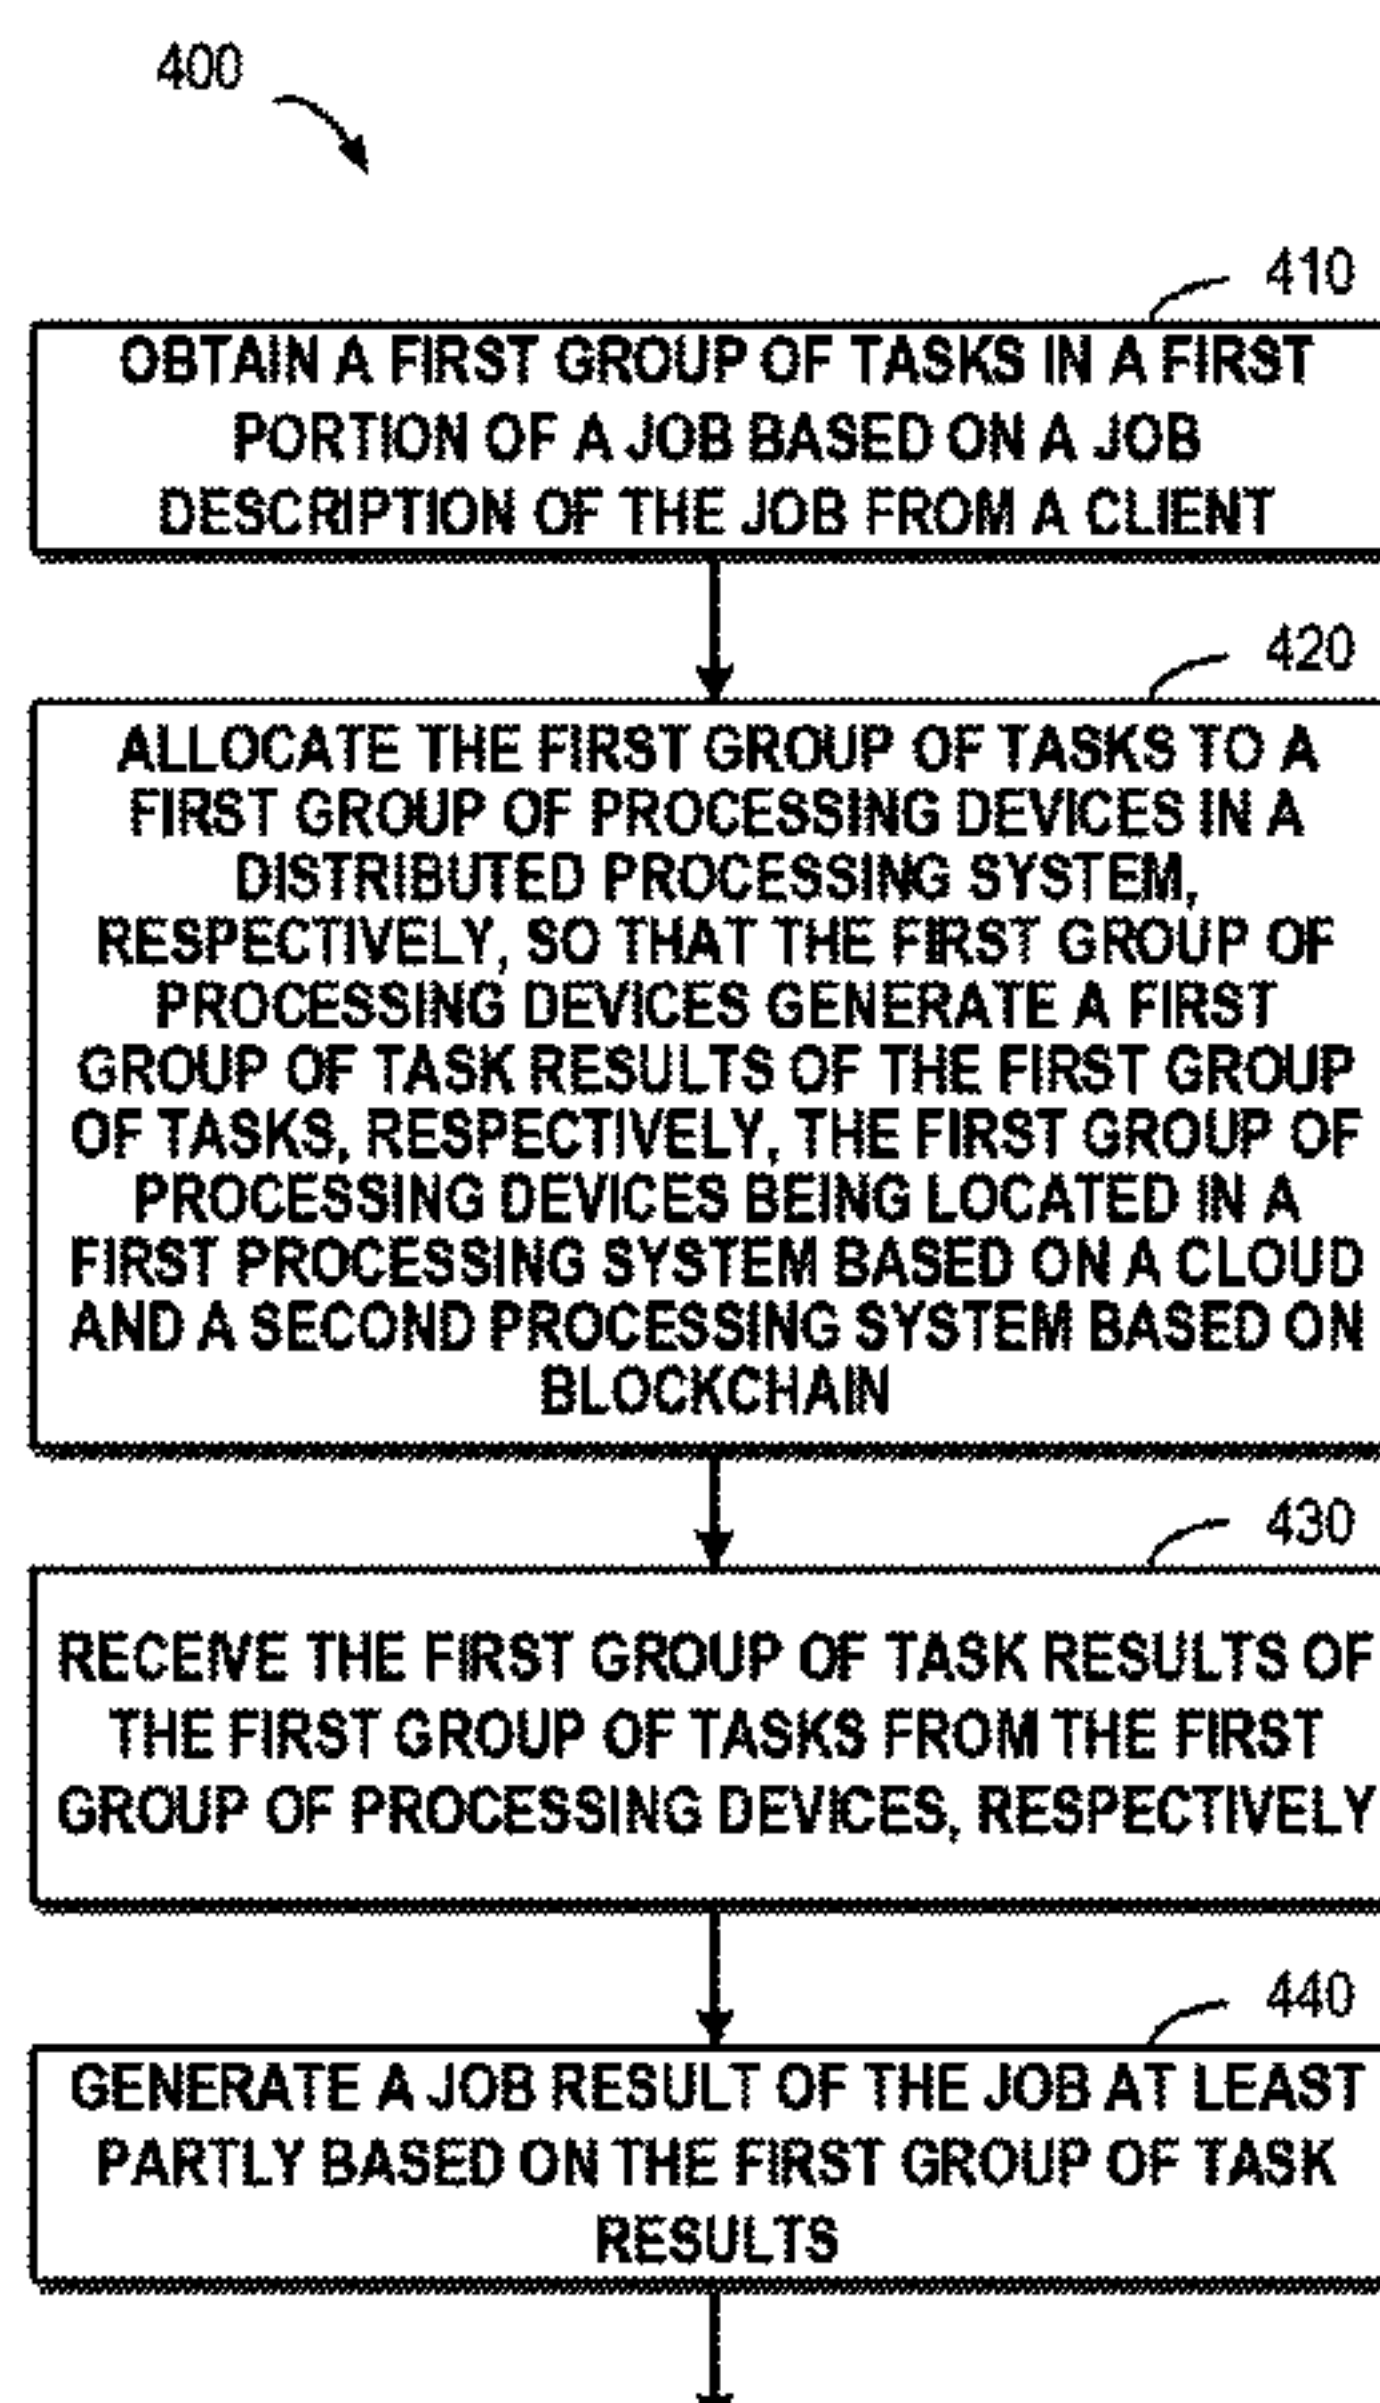 400
410
OBTAIN A FIRST GROUP OF TASKS IN A FIRST
PORTION OF A JOB BASED ON A JOB
DESCRIPTION OF THE JOB FROM A CLIENT
420
ALLOCATE THE FIRST GROUP OF TASKS TO A
FIRST GROUP OF PROCESSING DEVICES IN A
DISTRIBUTED PROCESSING SYSTEM,
RESPECTIVELY, SO THAT THE FIRST GROUP OF
PROCESSING DEVICES GENERATE A FIRST
GROUP OF TASK RESULTS OF THE FIRST GROUP
OF TASKS, RESPECTIVELY, THE FIRST GROUP OF
PROCESSING DEVICES BEING LOCATED IN A
FIRST PROCESSING SYSTEM BASED ON A CLOUD
AND A SECOND PROCESSING SYSTEM BASED ON
BLOCKCHAIN
430
RECEIVE THE FIRST GROUP OF TASK RESULTS OF
THE FIRST GROUP OF TASKS FROM THE FIRST
GROUP OF PROCESSING DEVICES, RESPECTIVELY
440
GENERATE A JOB RESULT OF THE JOB AT LEAST
PARTLY BASED ON THE FIRST GROUP OF TASK
RESULTS